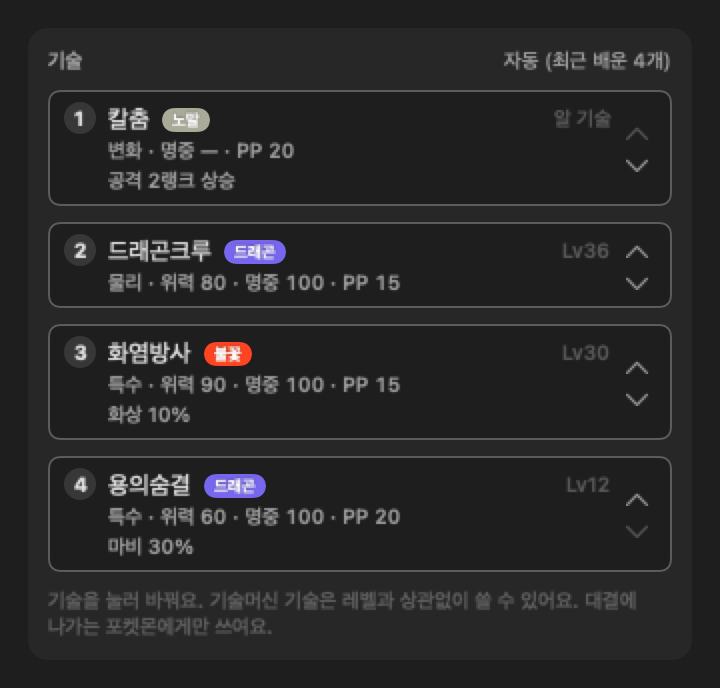 기술 자동 (최근 배운 4개)
1 칼춤 노말 알 기술
변화 · 명중 — · PP 20
공격 2랭크 상승
2 드래곤크루 드래곤 Lv36
물리 · 위력 80 · 명중 100 · PP 15
3 화염방사 불꽃 Lv30
특수 · 위력 90 · 명중 100 · PP 15
화상 10%
4 용의숨결 드래곤 Lv12
특수 · 위력 60 · 명중 100 · PP 20
마비 30%
기술을 눌러 바꿔요. 기술머신 기술은 레벨과 상관없이 쓸 수 있어요. 대결에
나가는 포켓몬에게만 쓰여요.